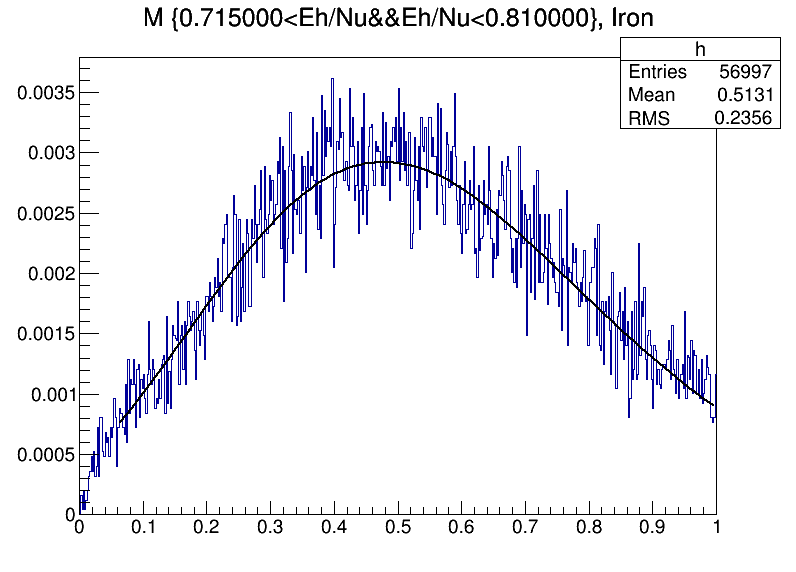 M {0.715000<Eh/Nu&&Eh/Nu<0.810000}, Iron
h
Entries 56997
Mean 0.5131
RMS 0.2356
0.0035
0.003
0.0025
0.002
0.0015
0.001
0.0005
0
0 0.1 0.2 0.3 0.4 0.5 0.6 0.7 0.8 0.9 1